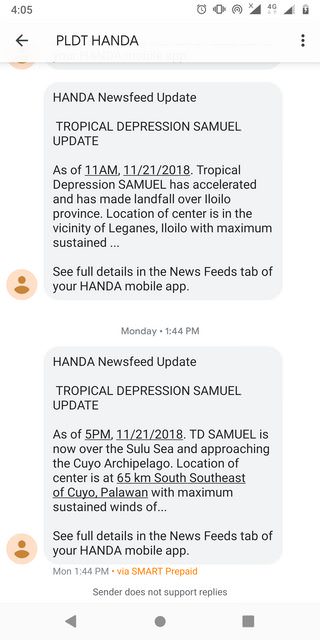 4:05
4G
PLDT HANDA
HANDA Newsfeed Update
TROPICAL DEPRESSION SAMUEL
UPDATE
As of 11AM, 11/21/2018. Tropical
Depression SAMUEL has accelerated
and has made landfall over Iloilo
province. Location of center is in the
vicinity of Leganes, Iloilo with maximum
sustained ...
See full details in the News Feeds tab of
your HANDA mobile app.
Monday • 1:44 PM
HANDA Newsfeed Update
TROPICAL DEPRESSION SAMUEL
UPDATE
As of 5PM, 11/21/2018. TD SAMUEL is
now over the Sulu Sea and approaching
the Cuyo Archipelago. Location of
center is at 65 km South Southeast
of Cuyo, Palawan with maximum
sustained winds of...
See full details in the News Feeds tab of
your HANDA mobile app.
Mon 1:44 PM • via SMART Prepaid
Sender does not support replies